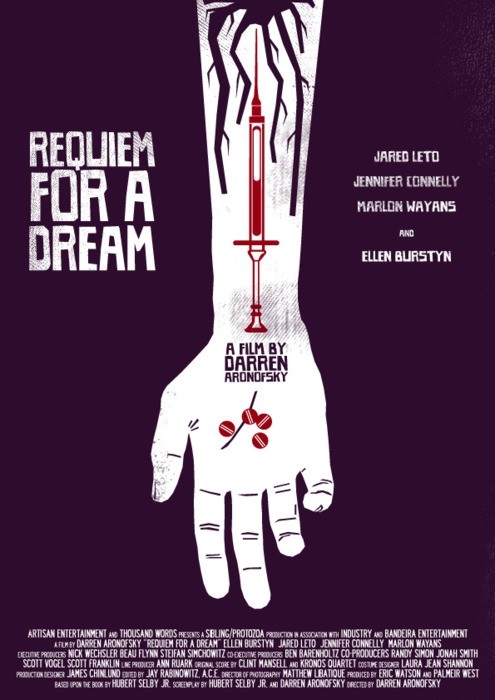 REQUIEM
FOR A
DREAM
JARED LETO
JENNIFER CONNELLY
MARLON WAYANS
AND
ELLEN BURSTYN
A FILM BY
DARREN
ARONOFSKY
ARTISAN ENTERTAINMENT AND THOUSAND WORDS PRESENTS A SIBLING/PROTOZOA PRODUCTION IN ASSOCIATION WITH INDUSTRY AND BANDEIRA ENTERTAINMENT
A FILM BY DARREN ARONOFSKY "REQUIEM FOR A DREAM" ELLEN BURSTYN JARED LETO JENNIFER CONNELLY MARLON WAYANS
EXECUTIVE PRODUCERS NICK WECHSLER BEAU FLYNN STEFAN SIMCHOWITZ CO-EXECUTIVE PRODUCERS BEN BARENHOLTZ CO-PRODUCERS RANDY SIMON JONAH SMITH
SCOTT VOGEL SCOTT FRANKLIN LINE PRODUCER ANN RUARK ORIGINAL SCORE BY CLINT MANSELL AND KRONOS QUARTET COSTUME DESIGNER LAURA JEAN SHANNON
PRODUCTION DESIGNER JAMES CHINLUND EDITED BY JAY RABINOWITZ, A.C.E. DIRECTOR OF PHOTOGRAPHY MATTHEW LIBATIQUE PRODUCED BY ERIC WATSON AND PALMER WEST
BASED UPON THE BOOK BY HUBERT SELBY JR. SCREENPLAY BY HUBERT SELBY JR. AND DARREN ARONOFSKY DIRECTED BY DARREN ARONOFSKY